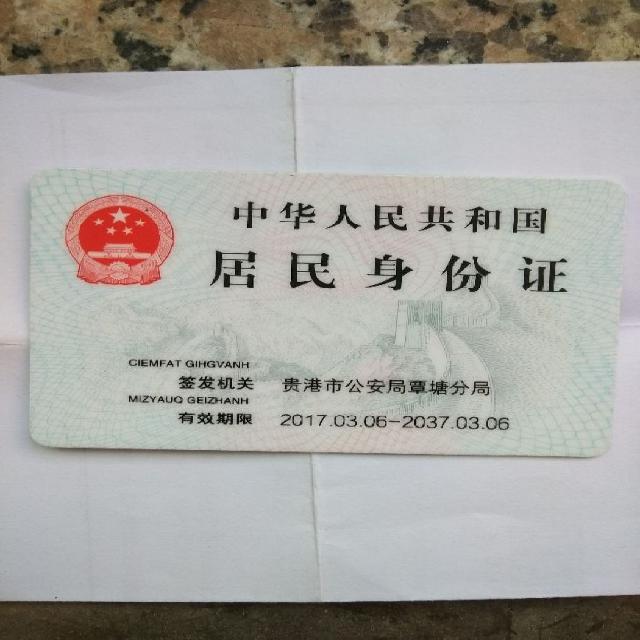 中华人民共和国
居民身份证
CIEMFAT GIHGVANH
签发机关 贵港市公安局覃塘分局
MIZYAUQ GEIZHANH
有效期限 2017.03.06-2037.03.06